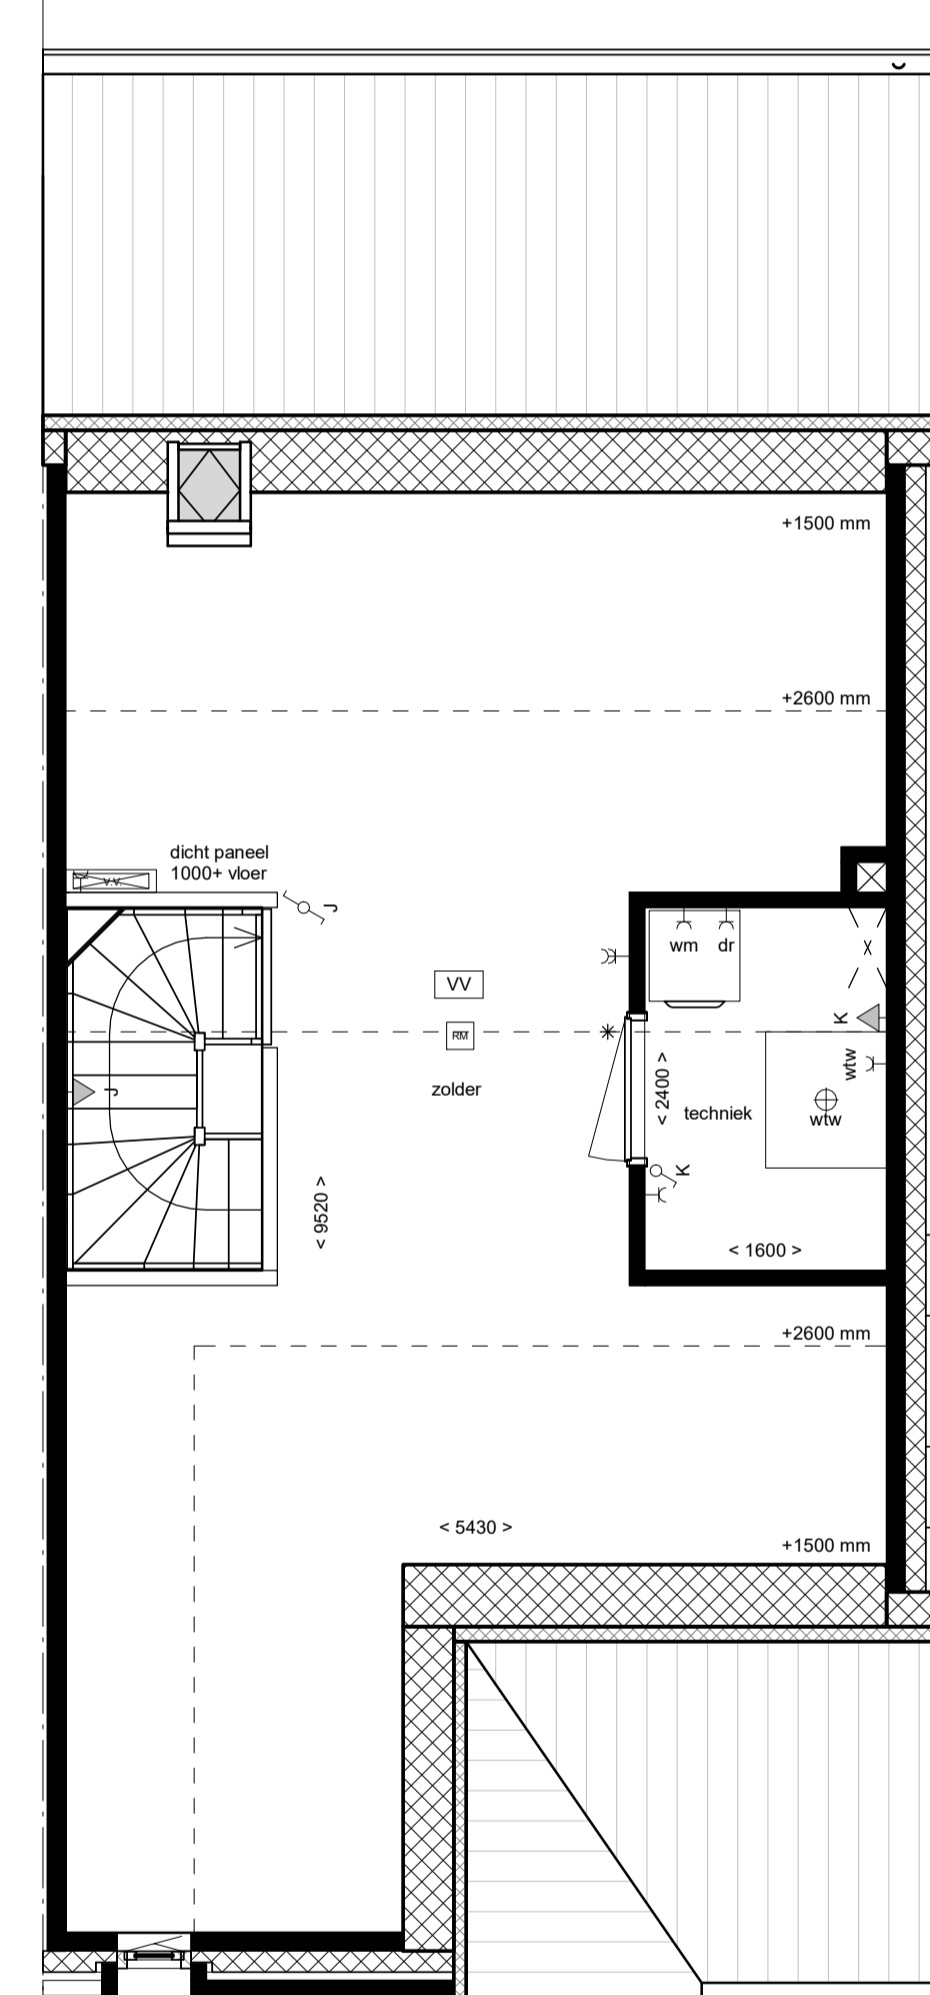 +1500 mm
+2600 mm
dicht paneel
1000+ vloer
v.v.
J
wm dr
VV
K
RM
wtw
zolder
J
< 2400 >
techniek
wtw
K
< 9520 >
< 1600 >
+2600 mm
< 5430 >
+1500 mm